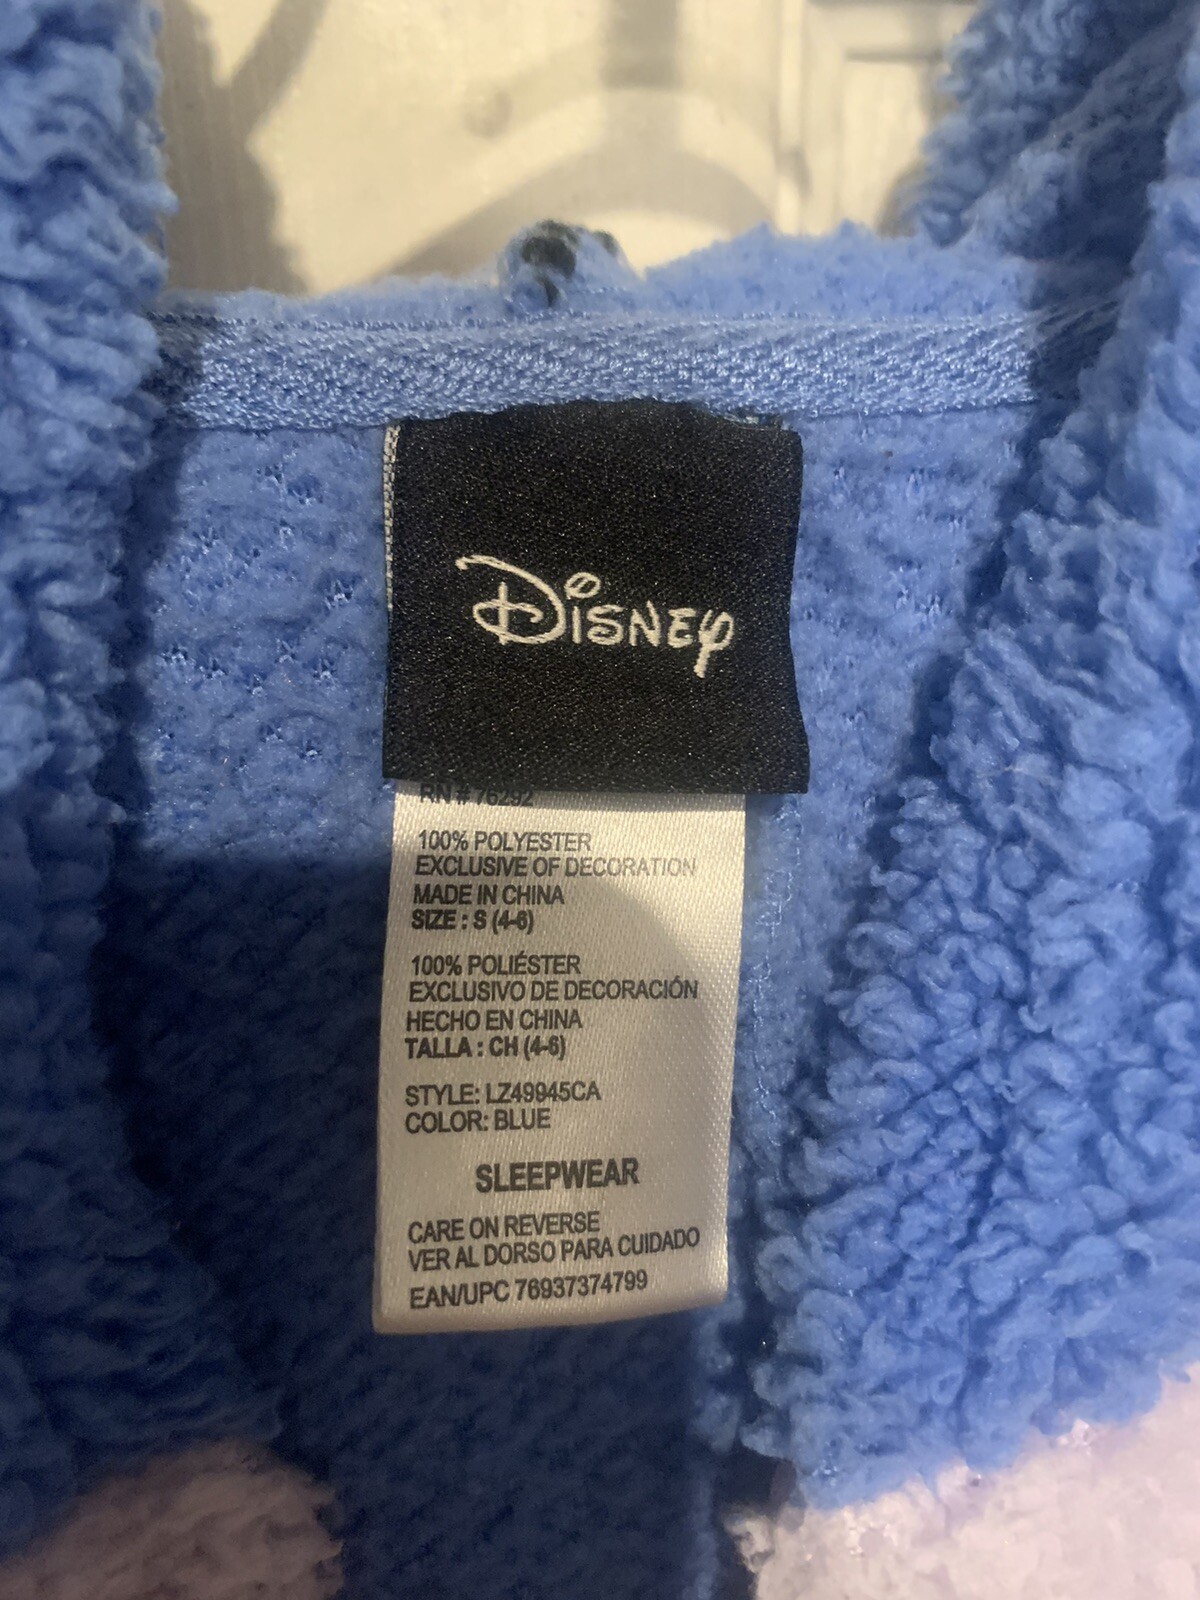 Disney
RN # 76292
100% POLYESTER
EXCLUSIVE OF DECORATION
MADE IN CHINA
SIZE : S (4-6)
100% POLIÉSTER
EXCLUSIVO DE DECORACIÓN
HECHO EN CHINA
TALLA : CH (4-6)
STYLE: LZ49945CA
COLOR: BLUE
SLEEPWEAR
CARE ON REVERSE
VER AL DORSO PARA CUIDADO
EAN/UPC 76937374799